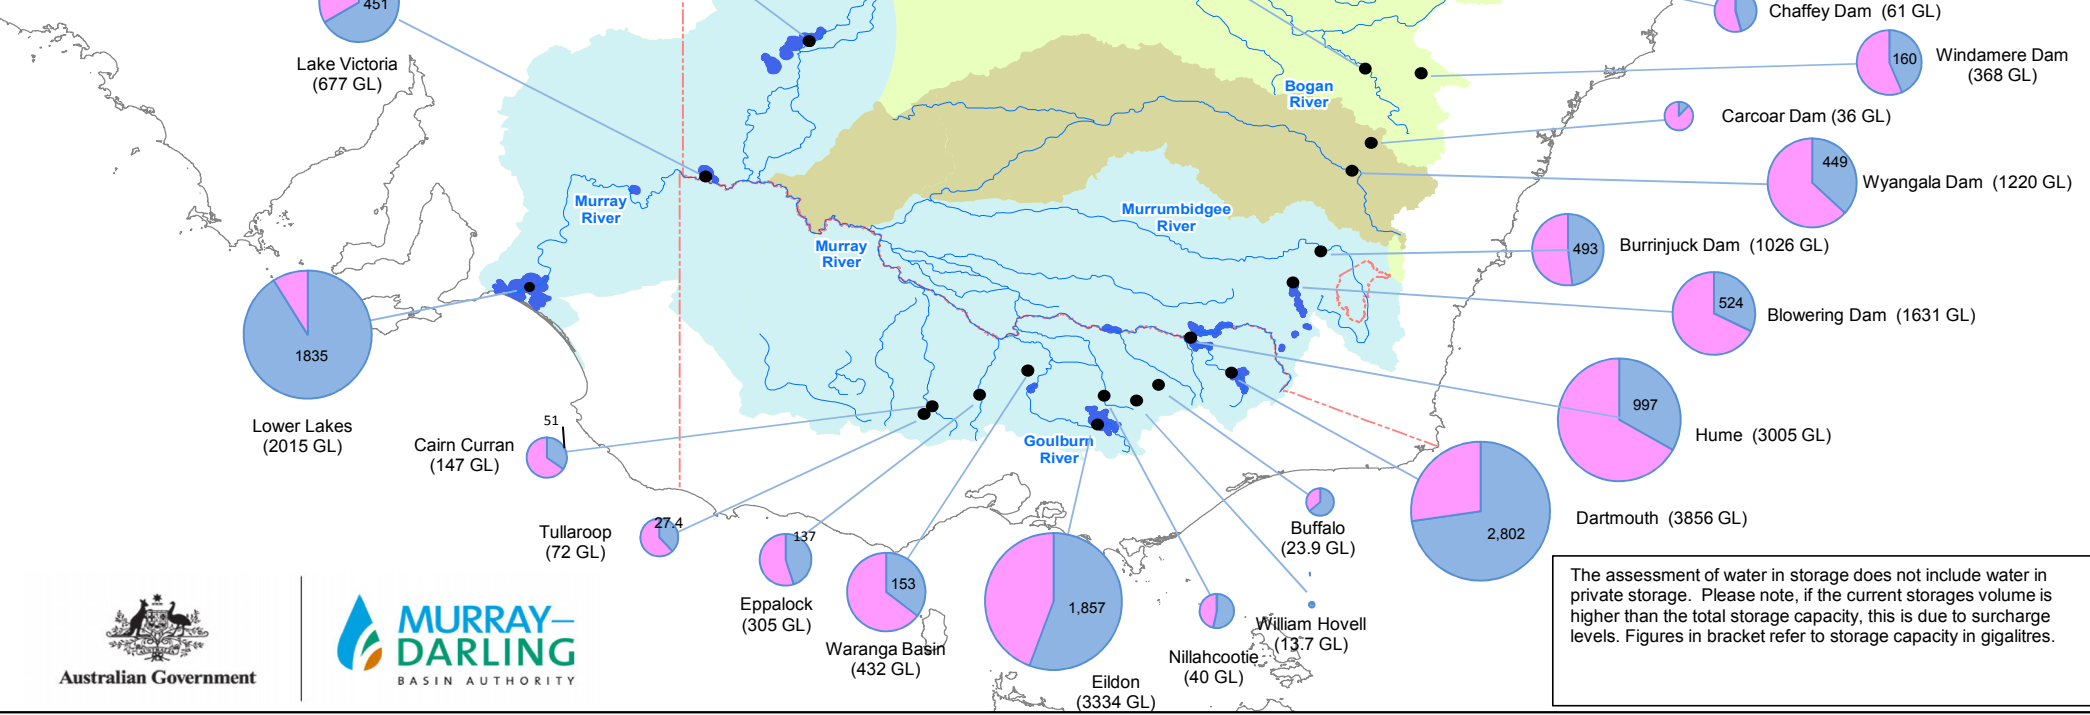 451
Lake Victoria
(677 GL)
Chaffey Dam (61 GL)
160
Windamere Dam
(368 GL)
Bogan
River
Carcoar Dam (36 GL)
449
Wyangala Dam (1220 GL)
Murray
River
Murrumbidgee
River
Murray
River
493
Burrinjuck Dam (1026 GL)
524
Blowering Dam (1631 GL)
1835
Lower Lakes
(2015 GL)
997
Hume (3005 GL)
51
Cairn Curran
(147 GL)
Goulburn
River
2,802
Dartmouth (3856 GL)
27.4
Tullaroop
(72 GL)
137
Eppalock
(305 GL)
153
Waranga Basin
(432 GL)
1,857
Eildon
(3334 GL)
Nillahcootie
(40 GL)
William Hovell
(13.7 GL)
Buffalo
(23.9 GL)
The assessment of water in storage does not include water in
private storage. Please note, if the current storages volume is
higher than the total storage capacity, this is due to surcharge
levels. Figures in bracket refer to storage capacity in gigalitres.
Australian Government
MURRAY–
DARLING
BASIN AUTHORITY